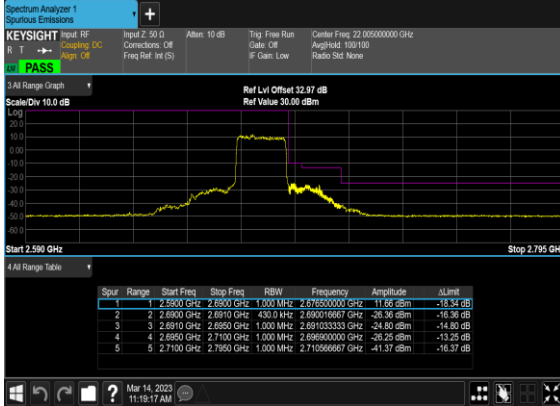 Spectrum Analyzer 1
Spurious Emissions
+
KEYSIGHT Input: RF Input Z: 50 Ω Atten: 10 dB Trig: Free Run Center Freq: 22.005000000 GHz
R T Coupling: DC Corrections: Off Gate: Off Avg|Hold: 100/100
Align: Off Freq Ref: Int (S) IF Gain: Low Radio Std: None
PASS
3 All Range Graph Ref Lvl Offset 32.97 dB
Scale/Div 10.0 dB Ref Value 30.00 dBm
Log
20.0
10.0
0.00
-10.0
-20.0
-30.0
-40.0
-50.0
-60.0
Start 2.590 GHz Stop 2.795 GH
4 All Range Table
Spur Range Start Freq Stop Freq RBW Frequency Amplitude ΔLimit
1 1 2.5900 GHz 2.6900 GHz 1.000 MHz 2.676500000 GHz 11.66 dBm -18.34 dB
2 2 2.6900 GHz 2.6910 GHz 430.0 kHz 2.690016667 GHz -26.36 dBm -16.36 dB
3 3 2.6910 GHz 2.6950 GHz 1.000 MHz 2.691033333 GHz -24.80 dBm -14.80 dB
4 4 2.6950 GHz 2.7100 GHz 1.000 MHz 2.696900000 GHz -26.25 dBm -13.25 dB
5 5 2.7100 GHz 2.7950 GHz 1.000 MHz 2.710566667 GHz -41.37 dBm -16.37 dB
? Mar 14, 2023
11:19:17 AM